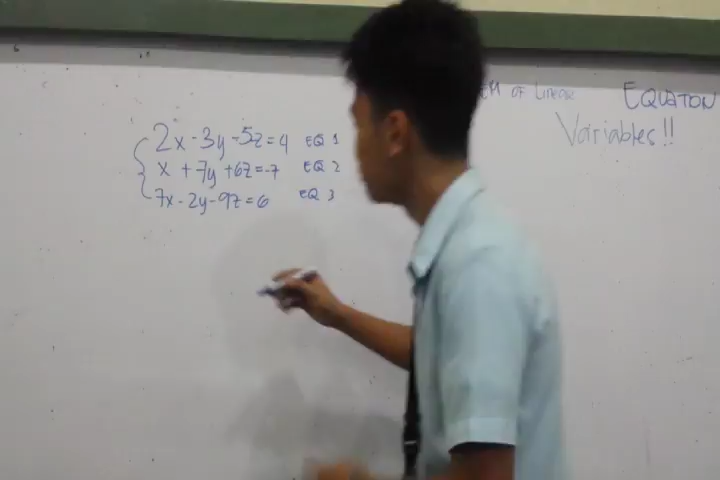 2x - 3y - 5z = 4 EQ 1
x + 7y + 6z = -7 EQ 2
7x - 2y - 9z = 6 EQ 3
OF LINEAR EQUATON
Variables!!